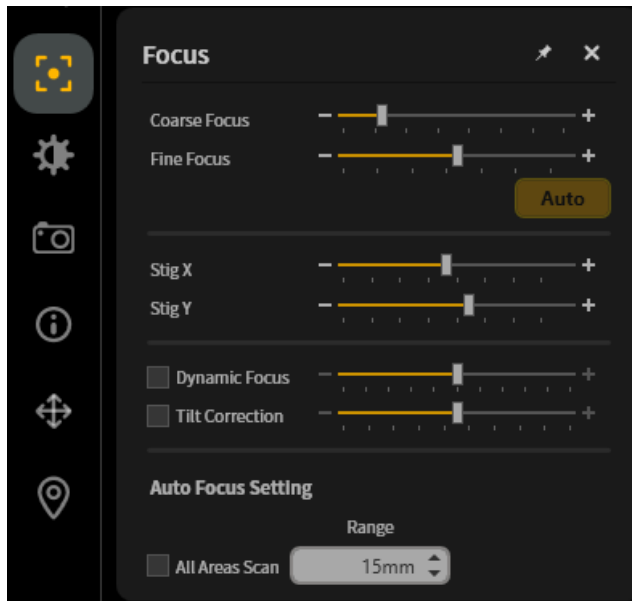 Focus
Coarse Focus
Fine Focus
Auto
Stig X
Stig Y
Dynamic Focus
Tilt Correction
Auto Focus Setting
Range
All Areas Scan 15mm